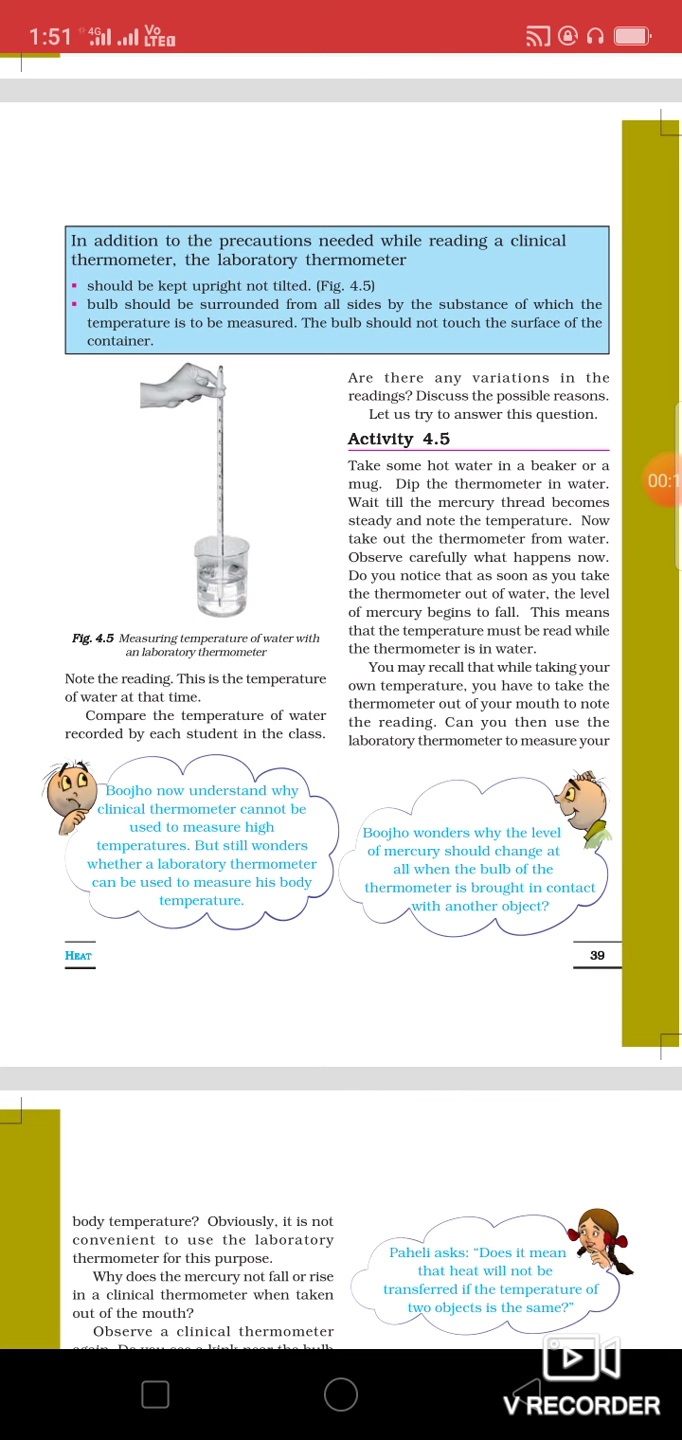 1:51 4G Vo LTE
In addition to the precautions needed while reading a clinical
thermometer, the laboratory thermometer
should be kept upright not tilted. (Fig. 4.5)
bulb should be surrounded from all sides by the substance of which the
temperature is to be measured. The bulb should not touch the surface of the
container.
Fig. 4.5 Measuring temperature of water with
an laboratory thermometer
Note the reading. This is the temperature
of water at that time.
Compare the temperature of water
recorded by each student in the class.
Are there any variations in the
readings? Discuss the possible reasons.
Let us try to answer this question.
Activity 4.5
Take some hot water in a beaker or a
mug. Dip the thermometer in water.
Wait till the mercury thread becomes
steady and note the temperature. Now
take out the thermometer from water.
Observe carefully what happens now.
Do you notice that as soon as you take
the thermometer out of water, the level
of mercury begins to fall. This means
that the temperature must be read while
the thermometer is in water.
You may recall that while taking your
own temperature, you have to take the
thermometer out of your mouth to note
the reading. Can you then use the
laboratory thermometer to measure your
00:1
Boojho now understand why
clinical thermometer cannot be
used to measure high
temperatures. But still wonders
whether a laboratory thermometer
can be used to measure his body
temperature.
Boojho wonders why the level
of mercury should change at
all when the bulb of the
thermometer is brought in contact
with another object?
HEAT
39
body temperature? Obviously, it is not
convenient to use the laboratory
thermometer for this purpose.
Why does the mercury not fall or rise
in a clinical thermometer when taken
out of the mouth?
Observe a clinical thermometer
again. Do you see a kink near the bulb
Paheli asks: “Does it mean
that heat will not be
transferred if the temperature of
two objects is the same?”
V RECORDER